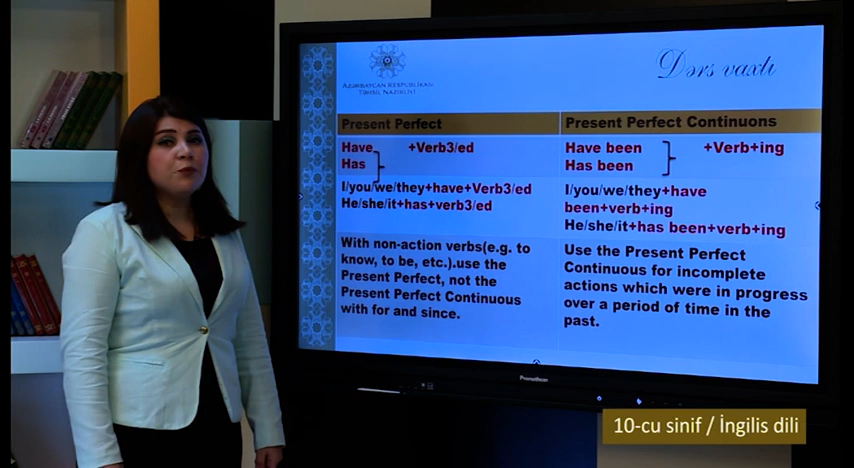 Dərs vaxtı
AZƏRBAYCAN RESPUBLİKASI
TƏHSİL NAZİRLİYİ
Present Perfect
Present Perfect Continuons
Have +Verb3/ed
Has
Have been +Verb+ing
Has been
I/you/we/they+have+Verb3/ed
He/she/it+has+verb3/ed
I/you/we/they+have
been+verb+ing
He/she/it+has been+verb+ing
With non-action verbs(e.g. to
know, to be, etc.).use the
Present Perfect, not the
Present Perfect Continuous
with for and since.
Use the Present Perfect
Continuous for incomplete
actions which were in progress
over a period of time in the
past.
Promethean
10-cu sinif / İngilis dili